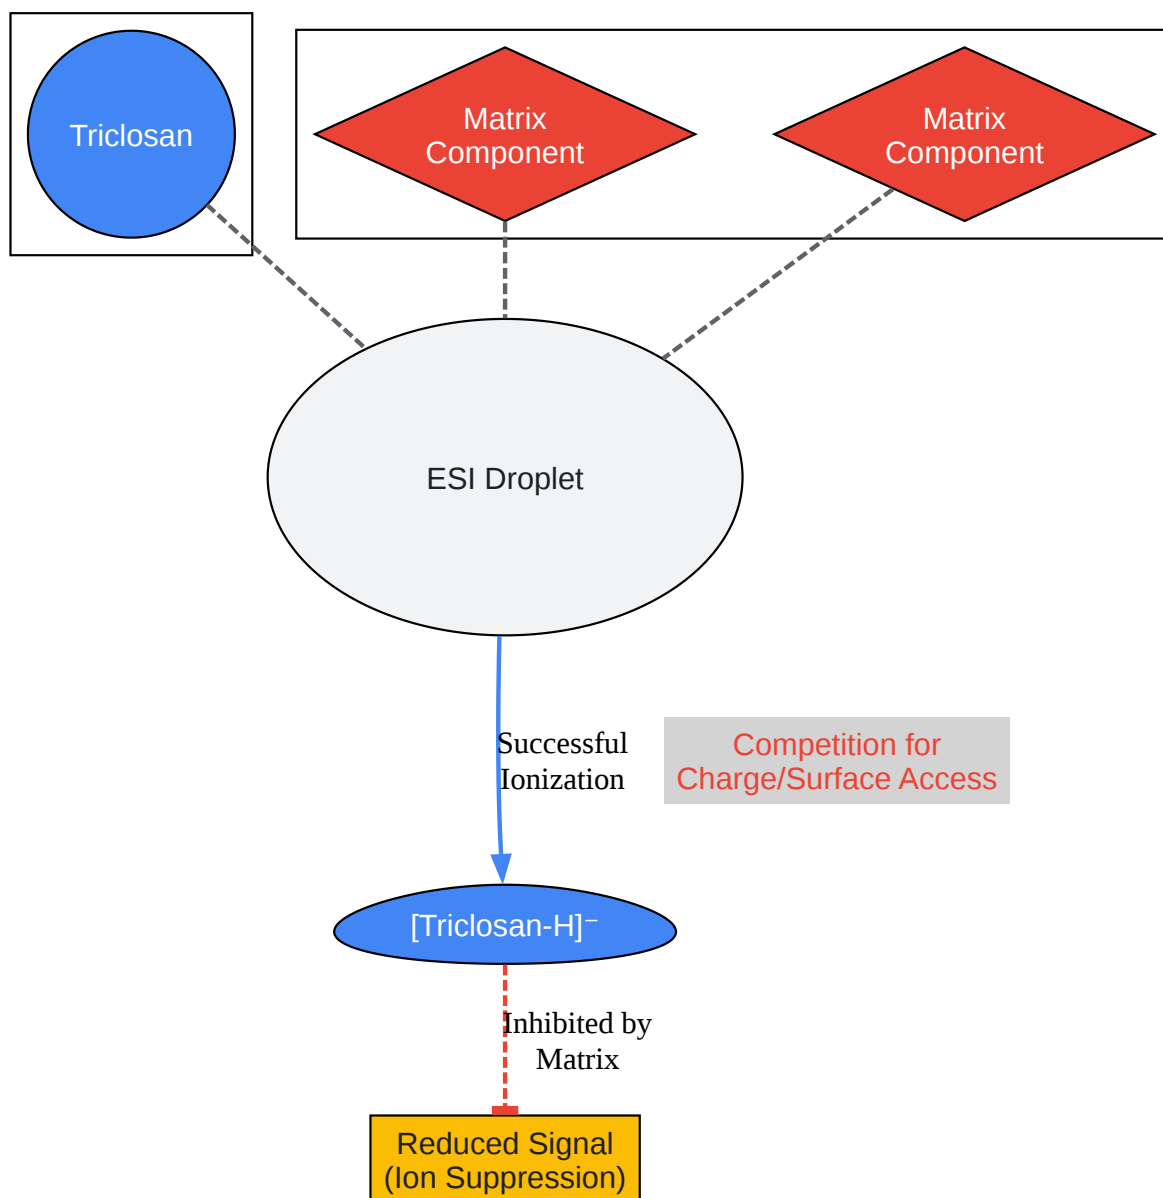 Triclosan
Matrix
Component
Matrix
Component
ESI Droplet
Successful
Ionization
Competition for
Charge/Surface Access
[Triclosan-H]⁻
Inhibited by
Matrix
Reduced Signal
(Ion Suppression)